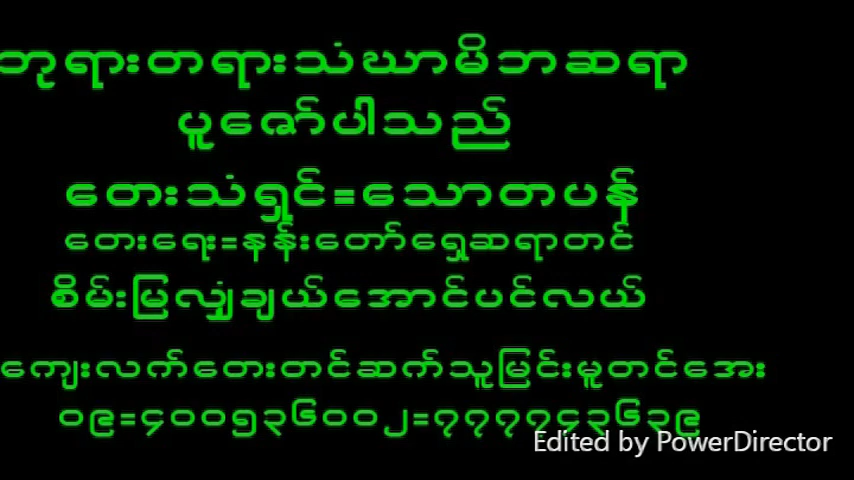 ဘုရားတရားသံဃာမိဘဆရာ
ပူဇော်ပါသည်
တေးသံရှင်=သောတပန်
တေးရေး=နန်းတော်ရှေ့ဆရာတင်
စိမ်းမြလျှံချယ်အောင်ပင်လယ်
ကျေးလက်တေးတင်ဆက်သူမြင်းမူတင်အေး
၀၉=၄၀၀၅၃၆၀၀၂=၇၇၇၇၄၃၆၃၉
Edited by PowerDirector